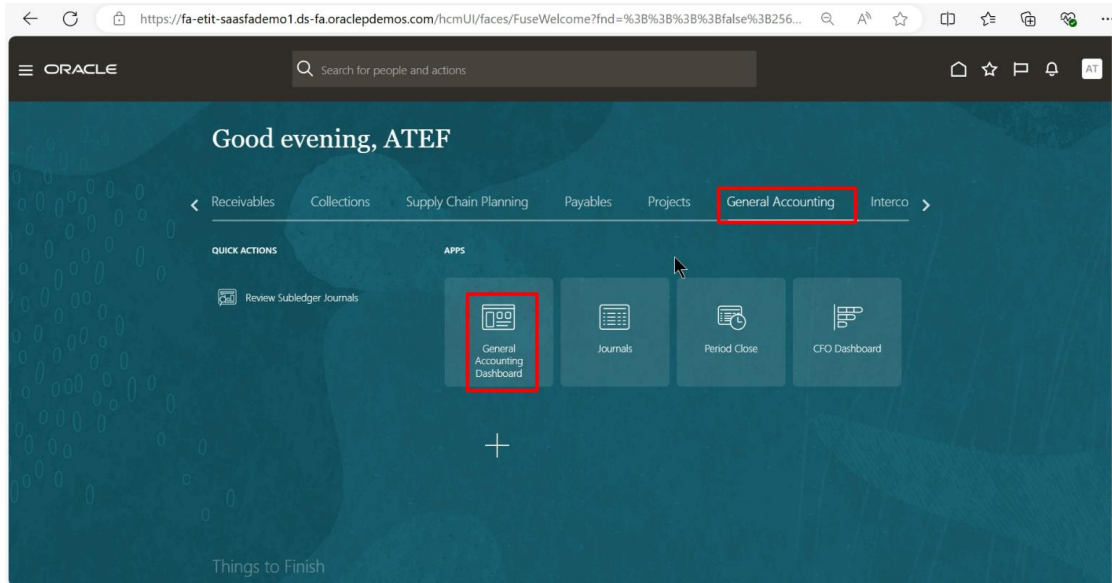 https://fa-etit-saasfademo1.ds-fa.oraclepdemos.com/hcmUI/faces/FuseWelcome?fnd=%3B%3B%3B%3Bfalse%3B256...
ORACLE
Search for people and actions
AT
Good evening, ATEF
Receivables Collections Supply Chain Planning Payables Projects General Accounting Interco
QUICK ACTIONS
APPS
Review Subledger Journals
General
Accounting
Dashboard
Journals
Period Close
CFO Dashboard
Things to Finish